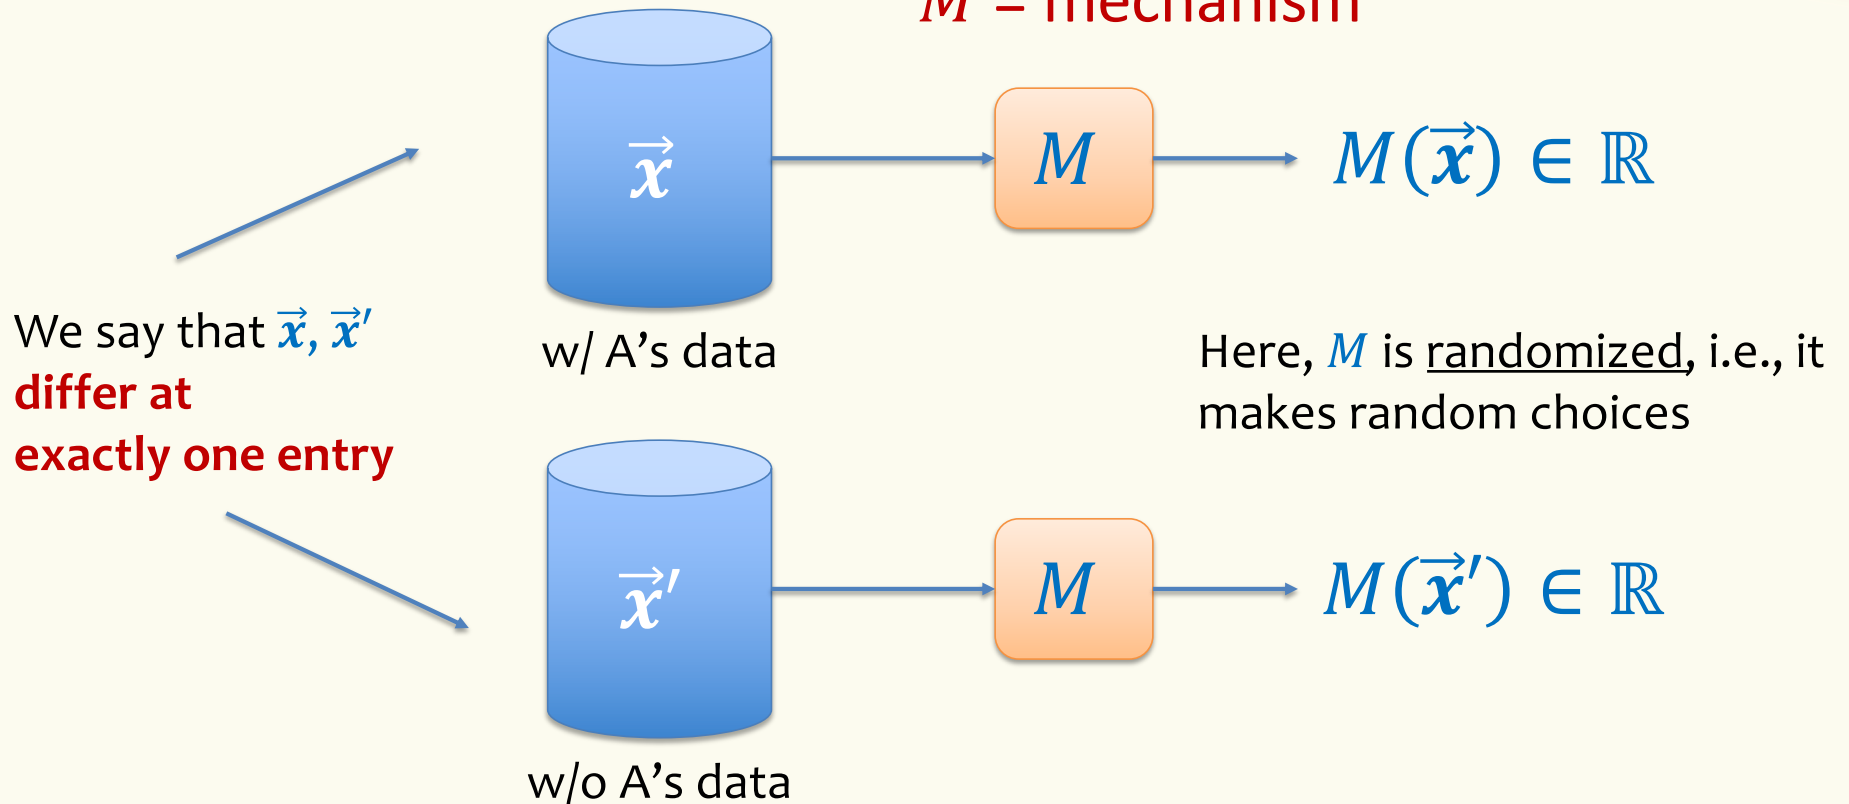 M = mechanism
x⃗
M
M(x⃗) ∈ ℝ
We say that x⃗, x⃗′
differ at
exactly one entry
w/ A’s data
Here, M is randomized, i.e., it
makes random choices
x⃗′
M
M(x⃗′) ∈ ℝ
w/o A’s data